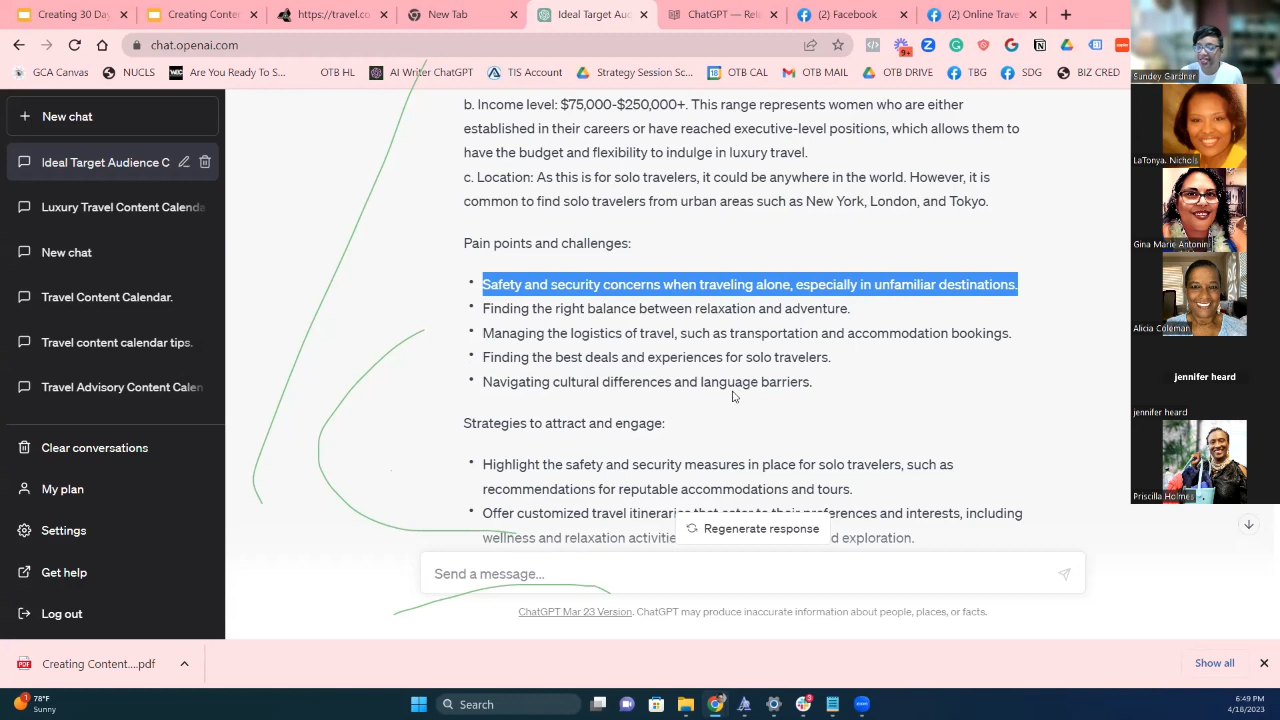 Creating 30 Day
Creating Conten
https://travel.co
New Tab
Ideal Target Aud
ChatGPT — Rel
(2) Facebook
(2) Online Trave
chat.openai.com
9+
GCA Canvas
NUCLS
Are You Ready To S...
OTB HL
AI Writer ChatGPT
TIS Account
Strategy Session Sc...
OTB CAL
OTB MAIL
OTB DRIVE
TBG
SDG
BIZ CRED
New chat
Ideal Target Audience C
Luxury Travel Content Calenda
New chat
Travel Content Calendar.
Travel content calendar tips.
Travel Advisory Content Calen
Clear conversations
My plan
Settings
Get help
Log out
b. Income level: $75,000-$250,000+. This range represents women who are either
established in their careers or have reached executive-level positions, which allows them to
have the budget and flexibility to indulge in luxury travel.
c. Location: As this is for solo travelers, it could be anywhere in the world. However, it is
common to find solo travelers from urban areas such as New York, London, and Tokyo.
Pain points and challenges:
• Safety and security concerns when traveling alone, especially in unfamiliar destinations.
• Finding the right balance between relaxation and adventure.
• Managing the logistics of travel, such as transportation and accommodation bookings.
• Finding the best deals and experiences for solo travelers.
• Navigating cultural differences and language barriers.
Strategies to attract and engage:
• Highlight the safety and security measures in place for solo travelers, such as
recommendations for reputable accommodations and tours.
• Offer customized travel itineraries that cater to their preferences and interests, including
wellness and relaxation activitie d exploration.
Regenerate response
Send a message...
ChatGPT Mar 23 Version. ChatGPT may produce inaccurate information about people, places, or facts.
Sundey Gardner
LaTonya. Nichols
Gina Marie Antonini
Alicia Coleman
jennifer heard
jennifer heard
Priscilla Holmes
Creating Content....pdf
Show all
78°F
Sunny
Search
6:49 PM
4/18/2023